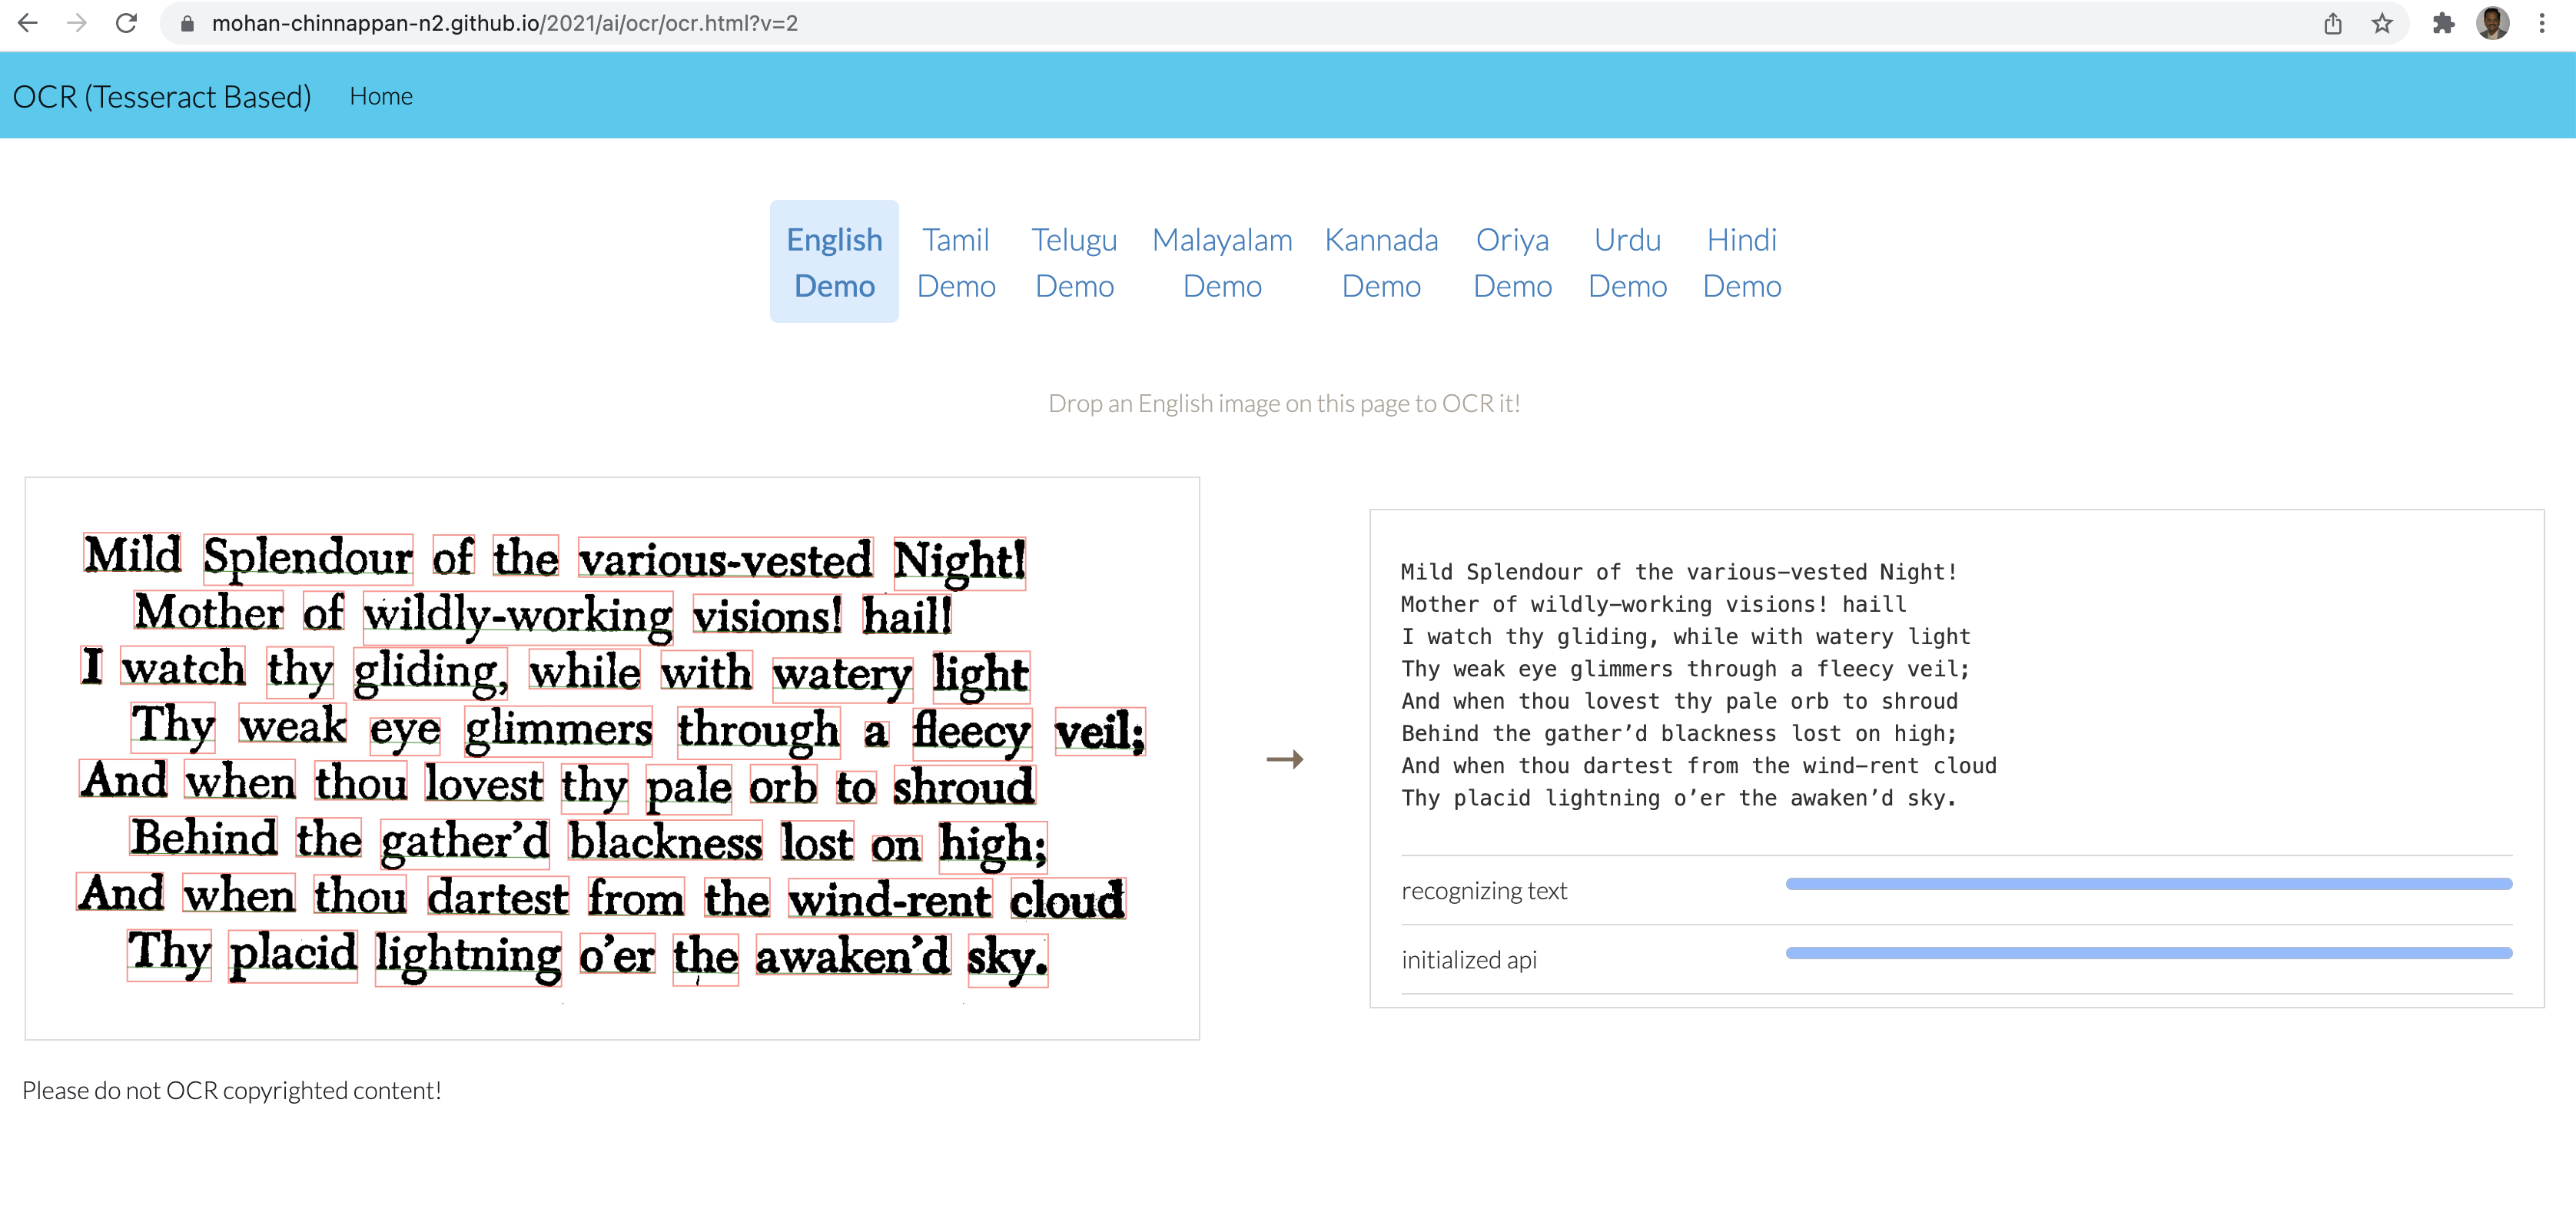 mohan-chinnappan-n2.github.io/2021/ai/ocr/ocr.html?v=2
OCR (Tesseract Based) Home
English Demo
Tamil Demo
Telugu Demo
Malayalam Demo
Kannada Demo
Oriya Demo
Urdu Demo
Hindi Demo
Drop an English image on this page to OCR it!
Mild Splendour of the various-vested Night!
Mother of wildly-working visions! hail!
I watch thy gliding, while with watery light
Thy weak eye glimmers through a fleecy veil;
And when thou lovest thy pale orb to shroud
Behind the gather’d blackness lost on high;
And when thou dartest from the wind-rent cloud
Thy placid lightning o’er the awaken’d sky.
Mild Splendour of the various–vested Night!
Mother of wildly–working visions! haill
I watch thy gliding, while with watery light
Thy weak eye glimmers through a fleecy veil;
And when thou lovest thy pale orb to shroud
Behind the gather’d blackness lost on high;
And when thou dartest from the wind–rent cloud
Thy placid lightning o’er the awaken’d sky.
recognizing text
initialized api
Please do not OCR copyrighted content!